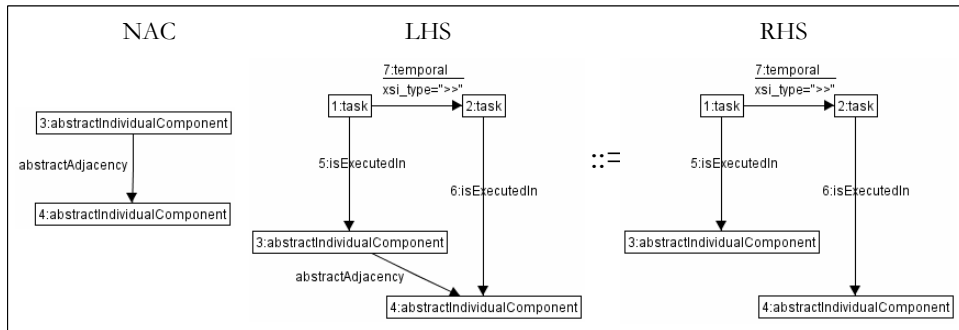 NAC
LHS
RHS
3:abstractIndividualComponent
abstractAdjacency
4:abstractIndividualComponent
7:temporal
xsi_type=">>"
1:task
2:task
5:isExecutedIn
6:isExecutedIn
3:abstractIndividualComponent
abstractAdjacency
4:abstractIndividualComponent
::=
7:temporal
xsi_type=">>"
1:task
2:task
5:isExecutedIn
6:isExecutedIn
3:abstractIndividualComponent
4:abstractIndividualComponent